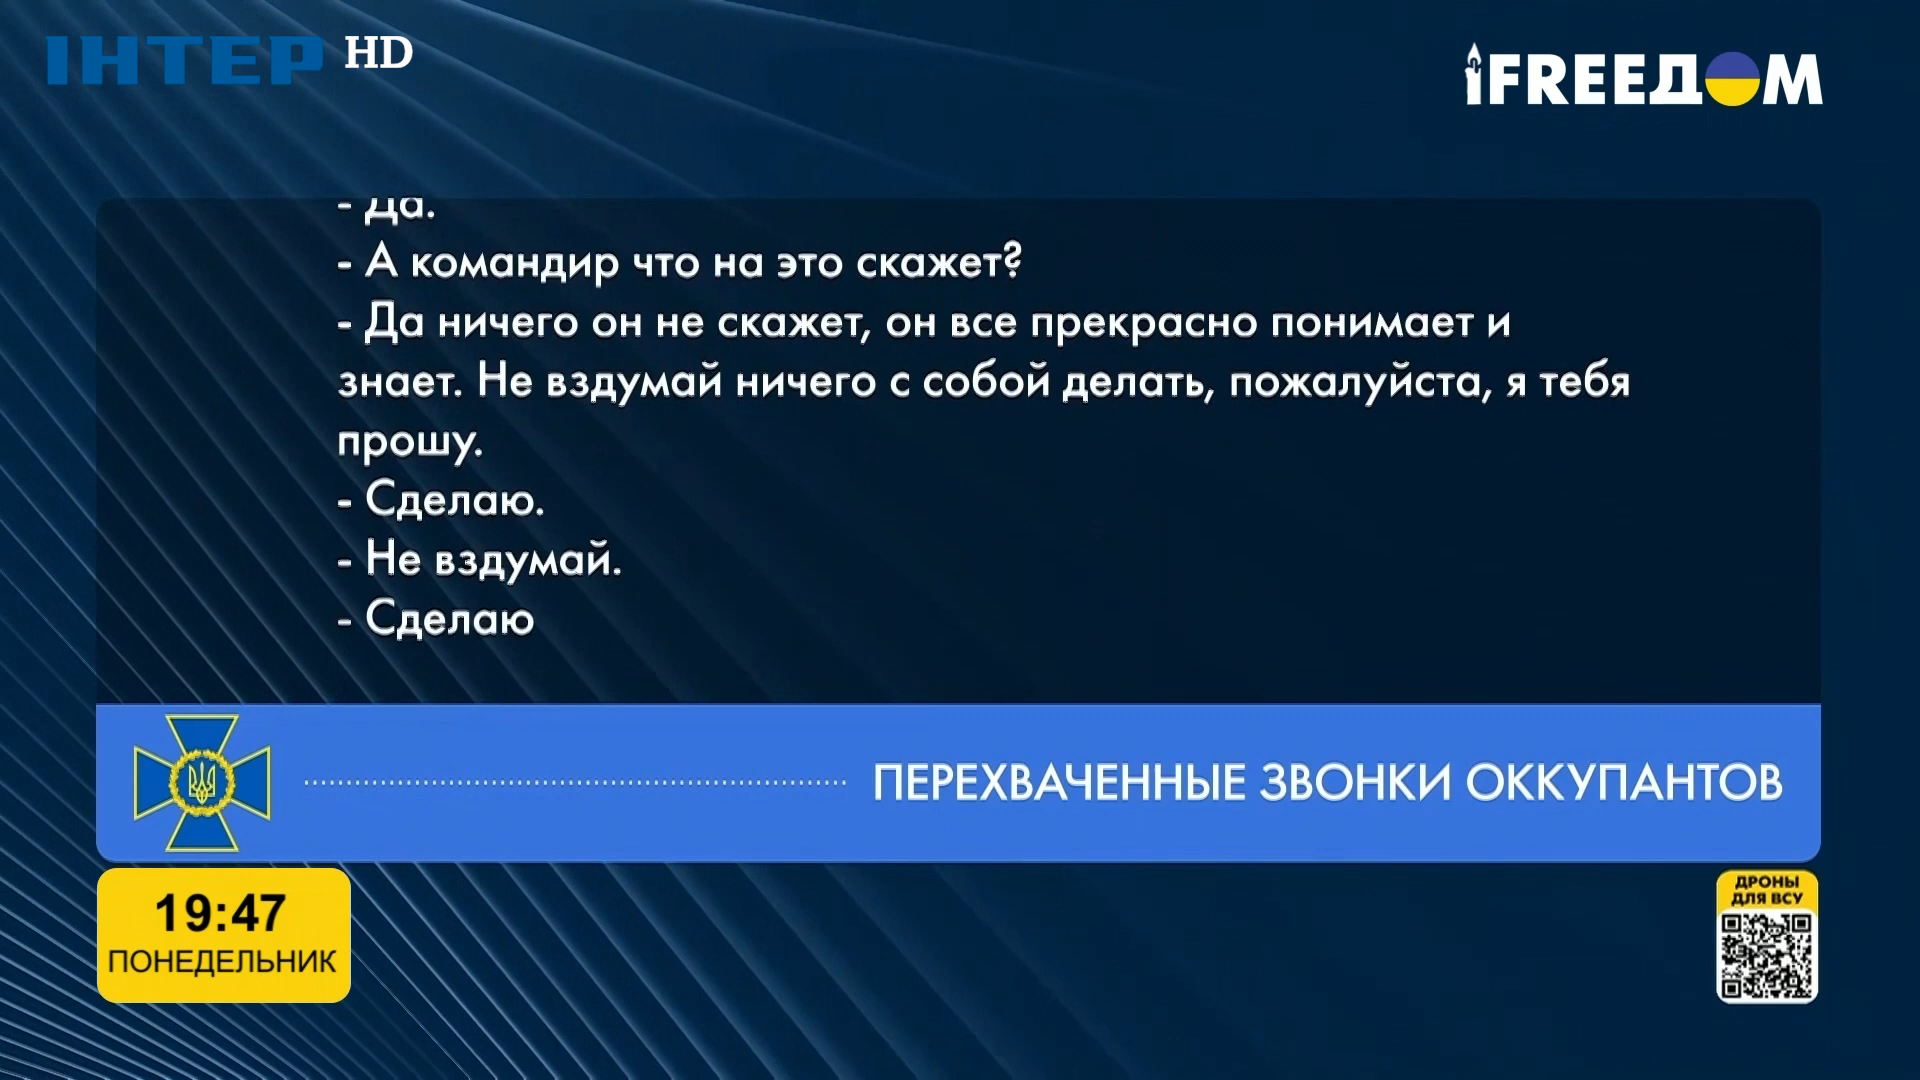 ІНТЕР HD
iFREEДOM
- Да.
- А командир что на это скажет?
- Да ничего он не скажет, он все прекрасно понимает и
знает. Не вздумай ничего с собой делать, пожалуйста, я тебя
прошу.
- Сделаю.
- Не вздумай.
- Сделаю
ПЕРЕХВАЧЕННЫЕ ЗВОНКИ ОККУПАНТОВ
19:47
ПОНЕДЕЛЬНИК
ДРОНЫ
ДЛЯ ВСУ